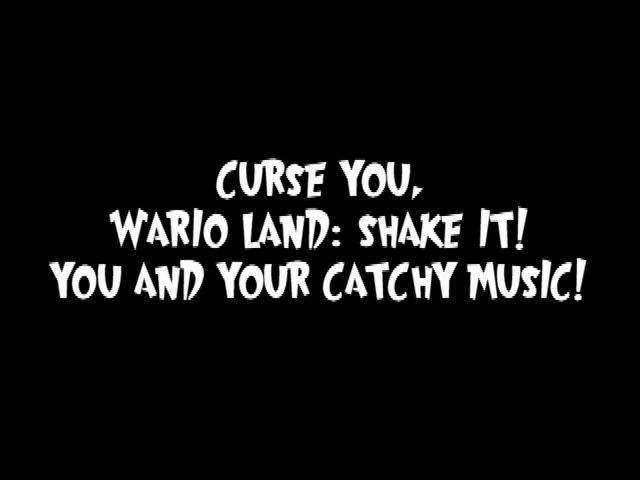 CURSE YOU,
WARIO LAND: SHAKE IT!
YOU AND YOUR CATCHY MUSIC!